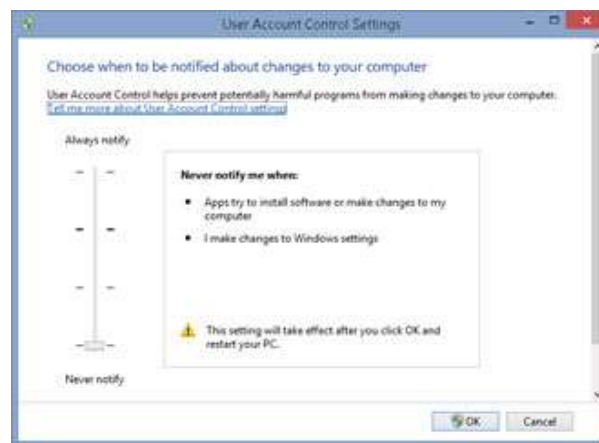 User Account Control Settings
Choose when to be notified about changes to your computer
User Account Control helps prevent potentially harmful programs from making changes to your computer.
Tell me more about User Account Control settings
Always notify
Never notify me when:
• Apps try to install software or make changes to my
computer
• I make changes to Windows settings
This setting will take effect after you click OK and
restart your PC.
Never notify
OK Cancel